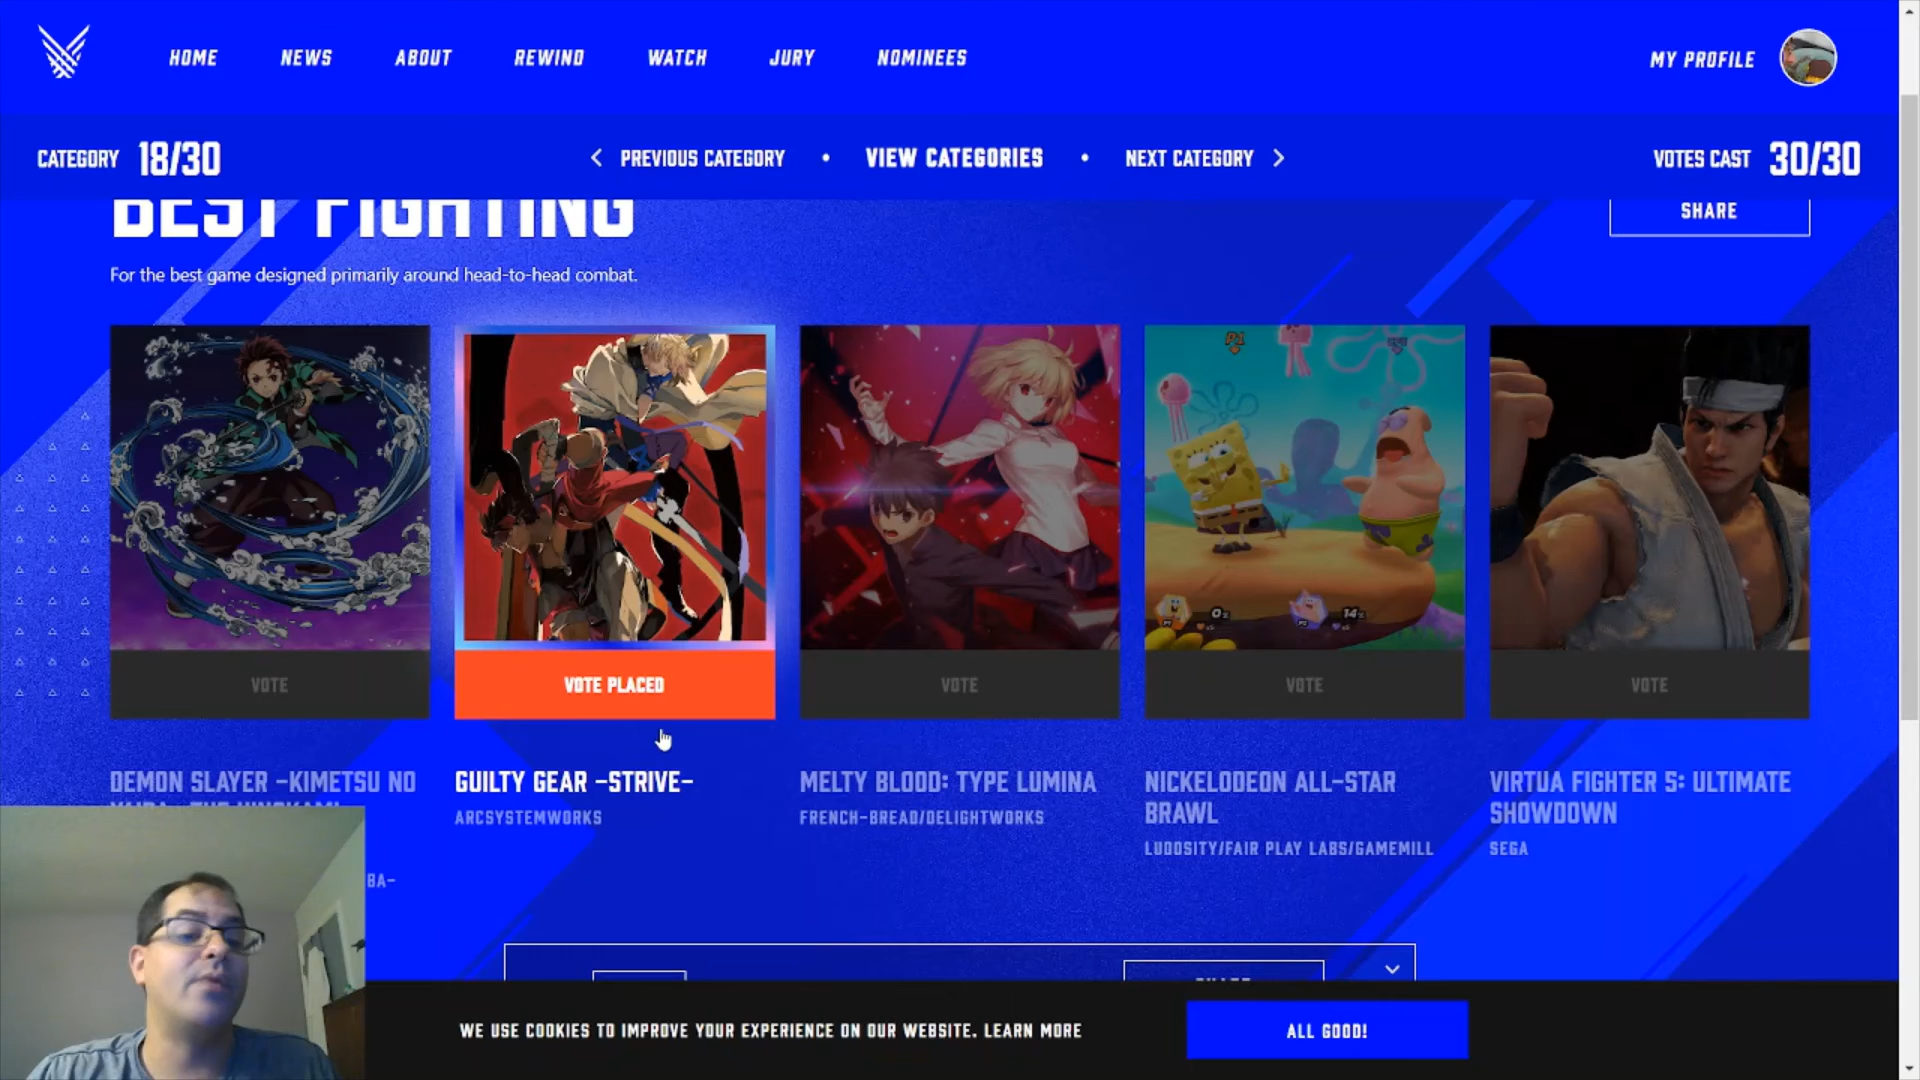 HOME NEWS ABOUT REWIND WATCH JURY NOMINEES MY PROFILE
CATEGORY 18/30 PREVIOUS CATEGORY • VIEW CATEGORIES • NEXT CATEGORY VOTES CAST 30/30
BEST FIGHTING
SHARE
For the best game designed primarily around head-to-head combat.
P1
0%
14%
VOTE VOTE PLACED VOTE VOTE VOTE
DEMON SLAYER -KIMETSU NO
BA-
GUILTY GEAR -STRIVE-
ARCSYSTEMWORKS
MELTY BLOOD: TYPE LUMINA
FRENCH-BREAD/DELIGHTWORKS
NICKELODEON ALL-STAR
BRAWL
LUDOSITY/FAIR PLAY LABS/GAMEMILL
VIRTUA FIGHTER 5: ULTIMATE
SHOWDOWN
SEGA
WE USE COOKIES TO IMPROVE YOUR EXPERIENCE ON OUR WEBSITE. LEARN MORE
ALL GOOD!